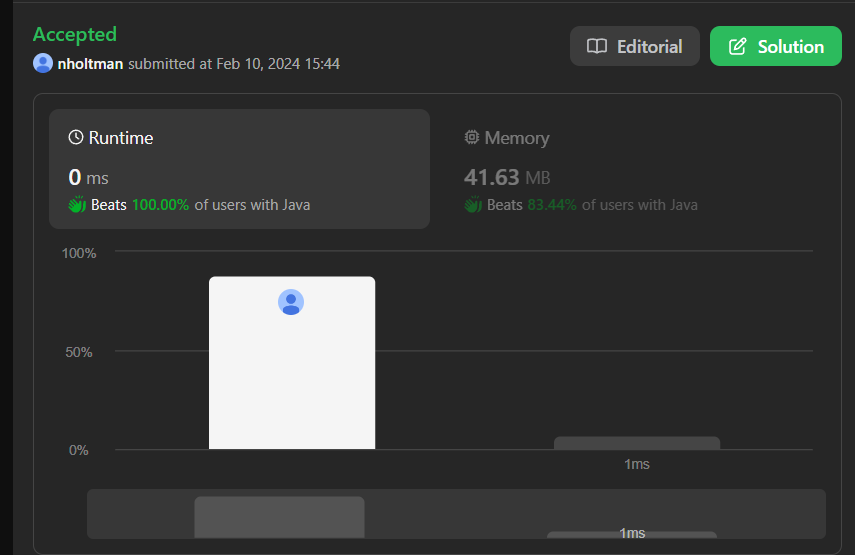 Accepted
nholtman submitted at Feb 10, 2024 15:44
Editorial
Solution
Runtime
0 ms
Beats 100.00% of users with Java
Memory
41.63 MB
Beats 83.44% of users with Java
100%
50%
0%
1ms
1ms